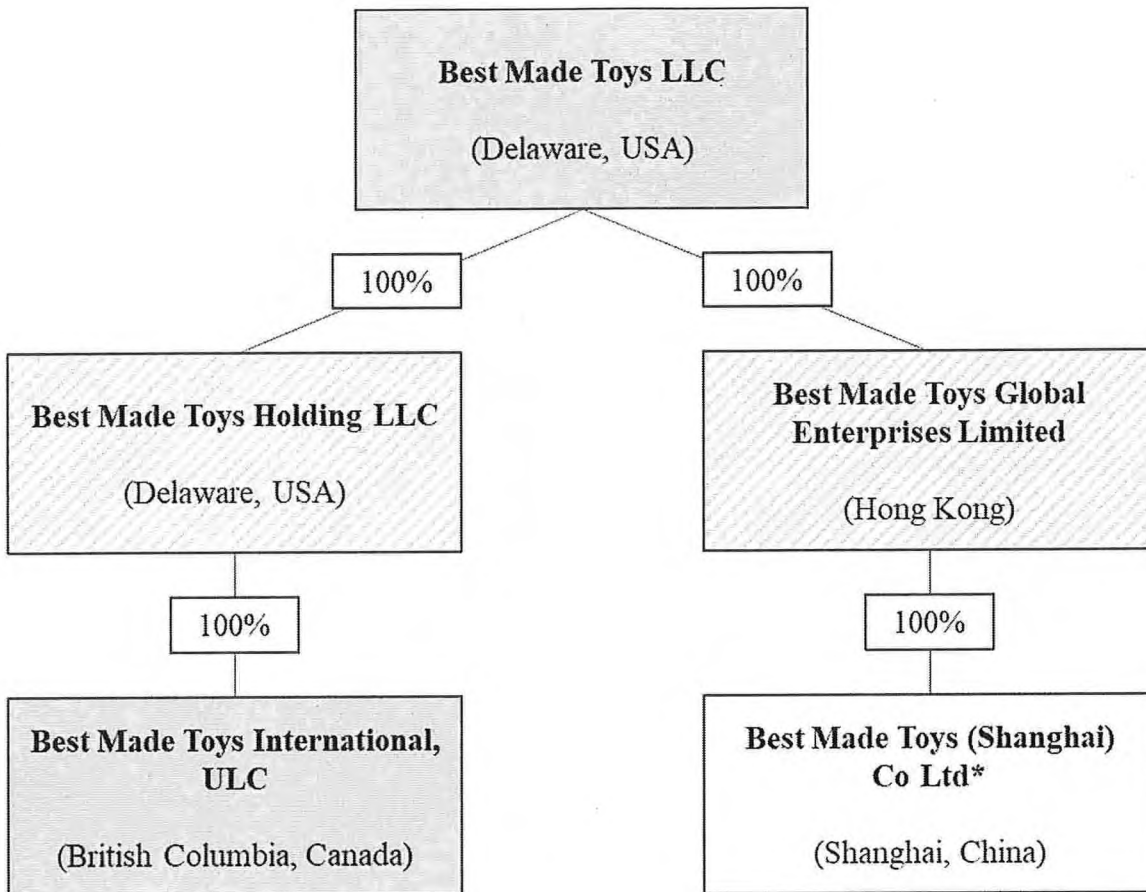 Best Made Toys LLC
(Delaware, USA)
100%
100%
Best Made Toys Holding LLC
(Delaware, USA)
Best Made Toys Global
Enterprises Limited
(Hong Kong)
100%
100%
Best Made Toys International,
ULC
(British Columbia, Canada)
Best Made Toys (Shanghai)
Co Ltd*
(Shanghai, China)